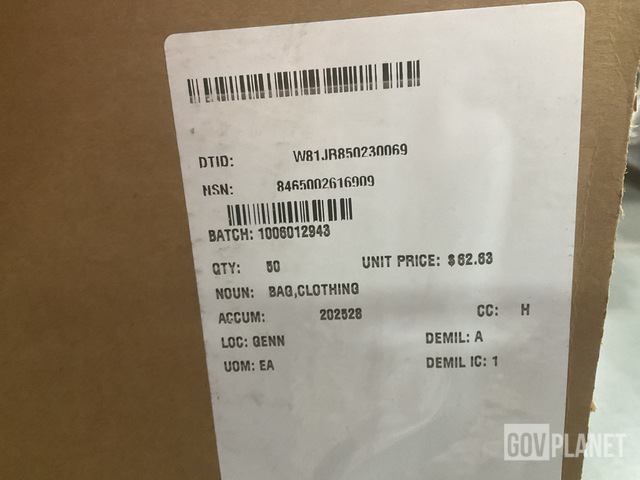 DTID: W81JR850230069
NSN: 8465002616909
BATCH: 1006012943
QTY: 50 UNIT PRICE: $62.63
NOUN: BAG,CLOTHING
ACCUM: 202528 CC: H
LOC: GENN DEMIL: A
UOM: EA DEMIL IC: 1
GOVPLANET